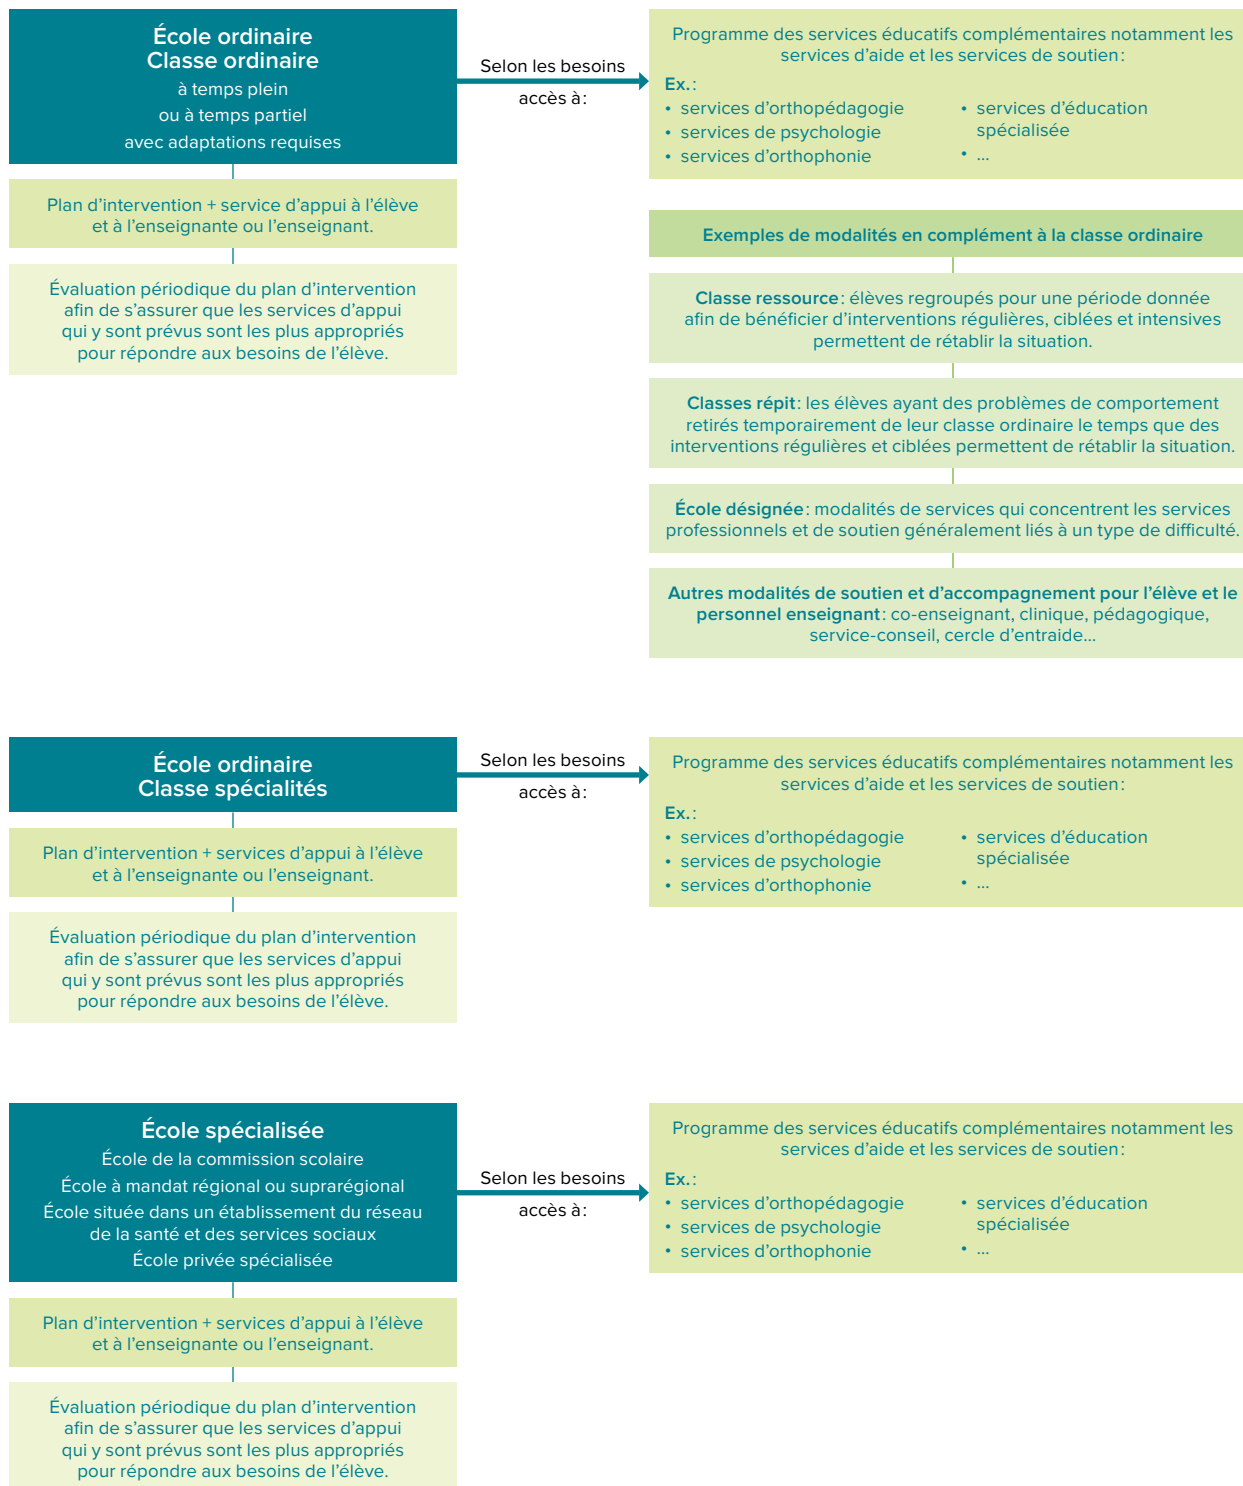 École ordinaire
Classe ordinaire
à temps plein
ou à temps partiel
avec adaptations requises
Selon les besoins
accès à :
Programme des services éducatifs complémentaires notamment les
services d’aide et les services de soutien :
Ex. :
• services d’orthopédagogie
• services de psychologie
• services d’orthophonie
• services d’éducation
spécialisée
• ...
Plan d’intervention + service d’appui à l’élève
et à l’enseignante ou l’enseignant.
Évaluation périodique du plan d’intervention
afin de s’assurer que les services d’appui
qui y sont prévus sont les plus appropriés
pour répondre aux besoins de l’élève.
Exemples de modalités en complément à la classe ordinaire
Classe ressource : élèves regroupés pour une période donnée
afin de bénéficier d’interventions régulières, ciblées et intensives
permettent de rétablir la situation.
Classes répit : les élèves ayant des problèmes de comportement
retirés temporairement de leur classe ordinaire le temps que des
interventions régulières et ciblées permettent de rétablir la situation.
École désignée : modalités de services qui concentrent les services
professionnels et de soutien généralement liés à un type de difficulté.
Autres modalités de soutien et d’accompagnement pour l’élève et le
personnel enseignant : co-enseignant, clinique, pédagogique,
service-conseil, cercle d’entraide...
École ordinaire
Classe spécialités
Selon les besoins
accès à :
Programme des services éducatifs complémentaires notamment les
services d’aide et les services de soutien :
Ex. :
• services d’orthopédagogie
• services de psychologie
• services d’orthophonie
• services d’éducation
spécialisée
• ...
Plan d’intervention + services d’appui à l’élève
et à l’enseignante ou l’enseignant.
Évaluation périodique du plan d’intervention
afin de s’assurer que les services d’appui
qui y sont prévus sont les plus appropriés
pour répondre aux besoins de l’élève.
École spécialisée
École de la commission scolaire
École à mandat régional ou suprarégional
École située dans un établissement du réseau
de la santé et des services sociaux
École privée spécialisée
Selon les besoins
accès à :
Programme des services éducatifs complémentaires notamment les
services d’aide et les services de soutien :
Ex. :
• services d’orthopédagogie
• services de psychologie
• services d’orthophonie
• services d’éducation
spécialisée
• ...
Plan d’intervention + services d’appui à l’élève
et à l’enseignante ou l’enseignant.
Évaluation périodique du plan d’intervention
afin de s’assurer que les services d’appui
qui y sont prévus sont les plus appropriés
pour répondre aux besoins de l’élève.